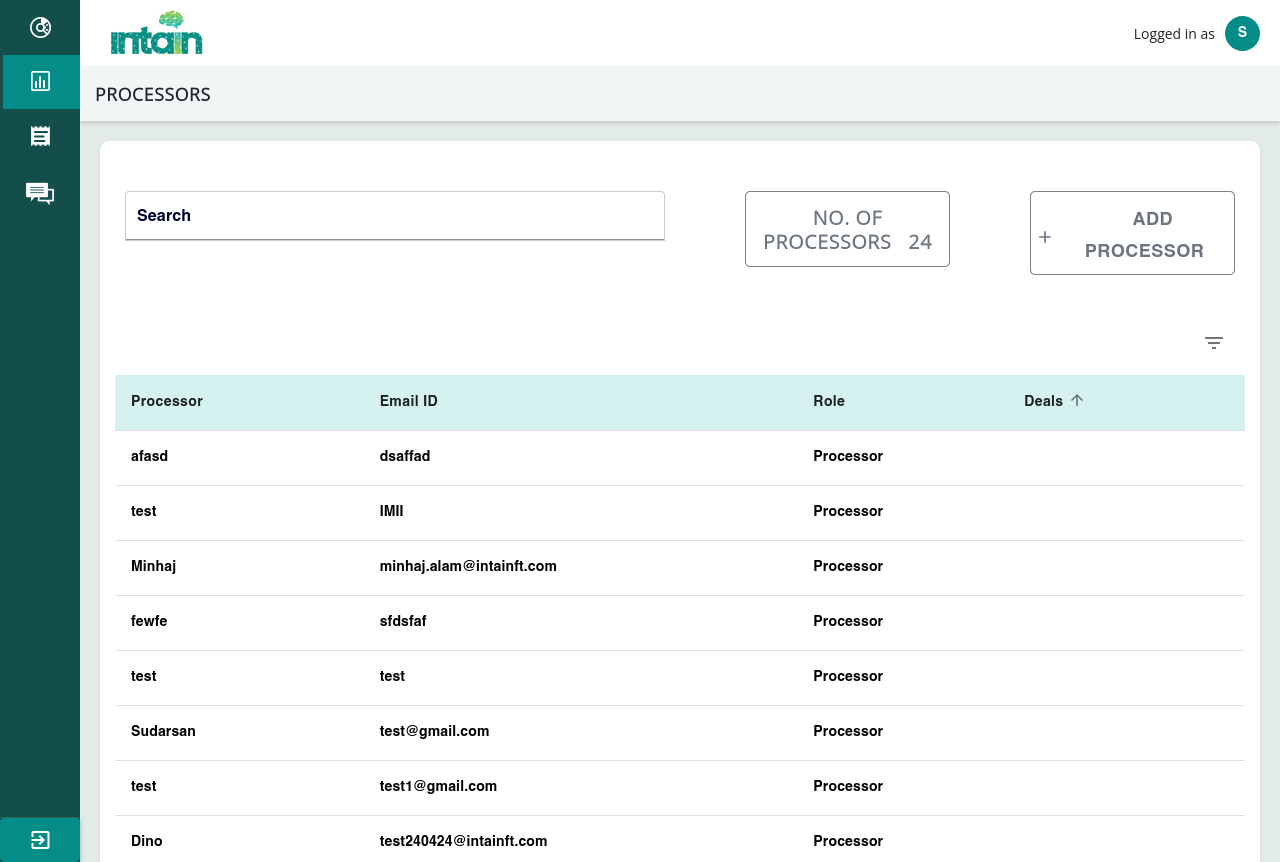 intain
Logged in as S
PROCESSORS
Search
NO. OF
PROCESSORS 24
+ ADD
PROCESSOR
Processor Email ID Role Deals
afasd dsaffad Processor
test IMII Processor
Minhaj minhaj.alam@intainft.com Processor
fewfe sfdsfaf Processor
test test Processor
Sudarsan test@gmail.com Processor
test test1@gmail.com Processor
Dino test240424@intainft.com Processor